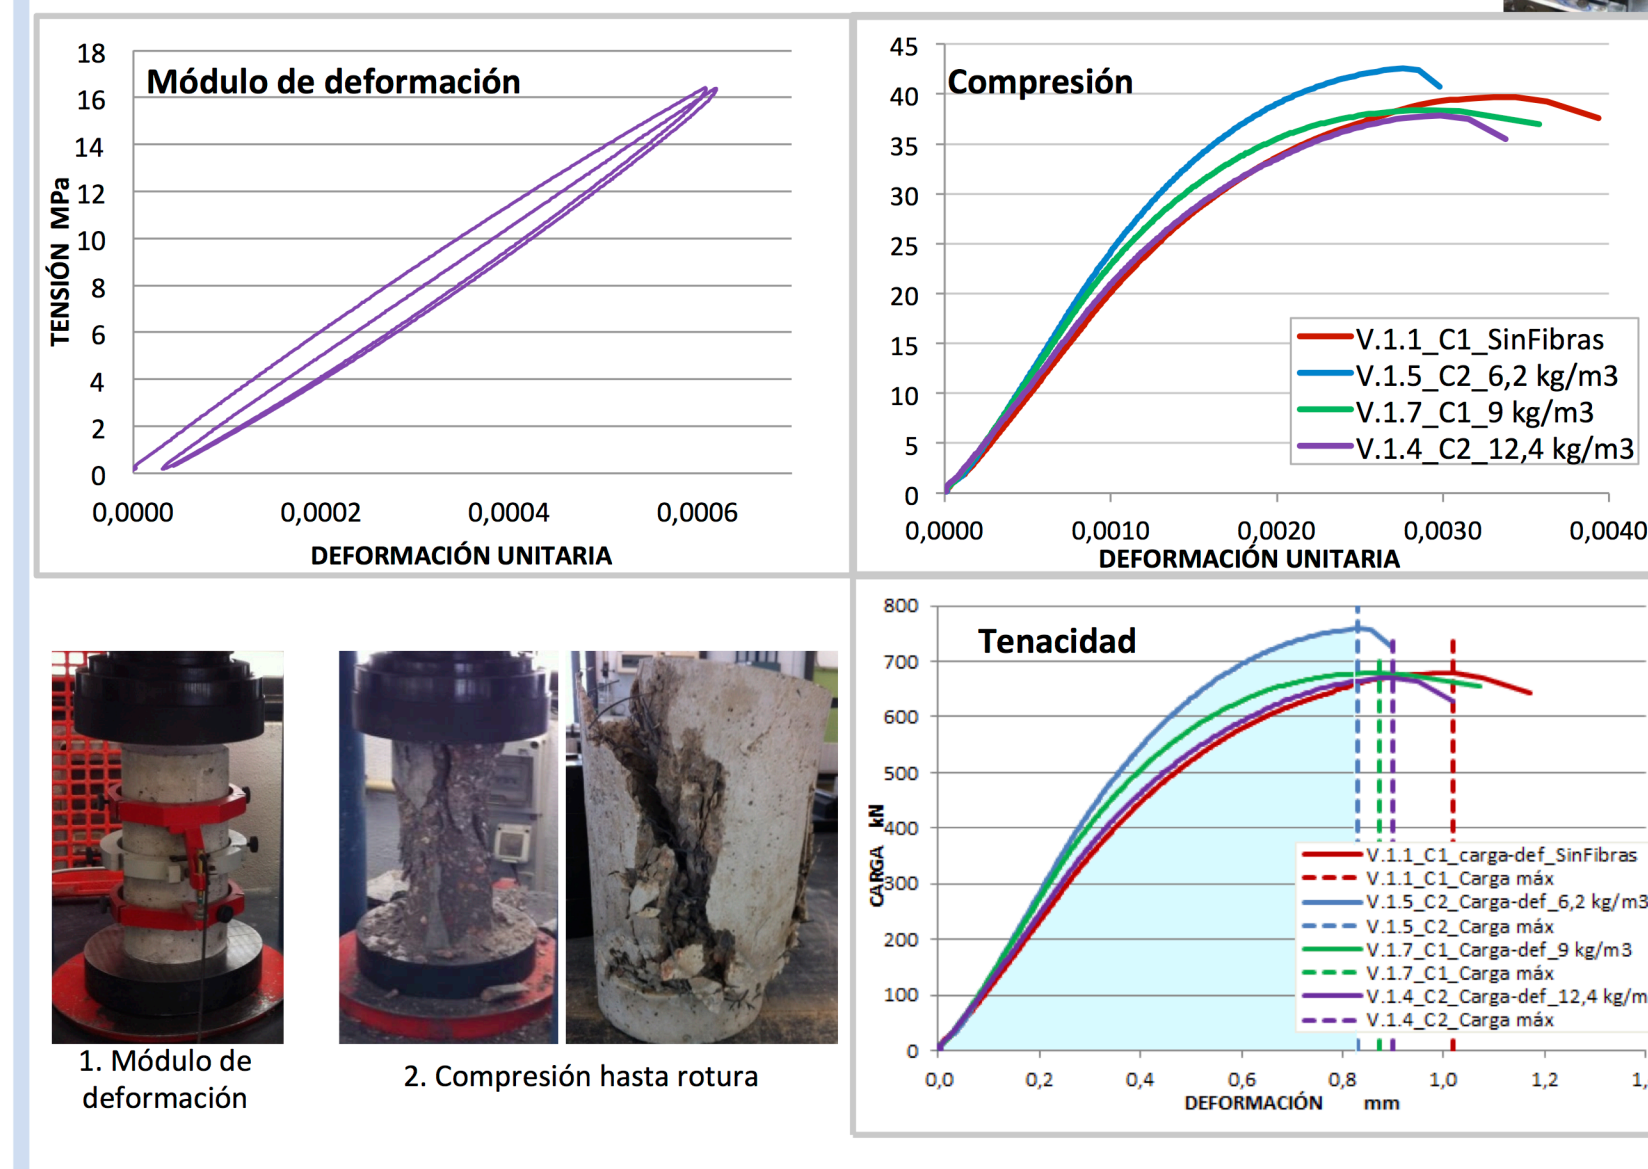 Módulo de deformación
18
16
14
12
10
8
6
4
2
0
TENSIÓN MPa
0,0000 0,0002 0,0004 0,0006
DEFORMACIÓN UNITARIA
Compresión
45
40
35
30
25
20
15
10
5
0
V.1.1_C1_SinFibras
V.1.5_C2_6,2 kg/m3
V.1.7_C1_9 kg/m3
V.1.4_C2_12,4 kg/m3
0,0000 0,0010 0,0020 0,0030 0,0040
DEFORMACIÓN UNITARIA
1. Módulo de
deformación
2. Compresión hasta rotura
Tenacidad
800
700
600
500
400
300
200
100
0
CARGA kN
V.1.1_C1_carga-def_SinFibras
V.1.1_C1_Carga máx
V.1.5_C2_Carga-def_6,2 kg/m3
V.1.5_C2_Carga máx
V.1.7_C1_Carga-def_9 kg/m3
V.1.7_C1_Carga máx
V.1.4_C2_Carga-def_12,4 kg/m
V.1.4_C2_Carga máx
0,0 0,2 0,4 0,6 0,8 1,0 1,2 1,
DEFORMACIÓN mm